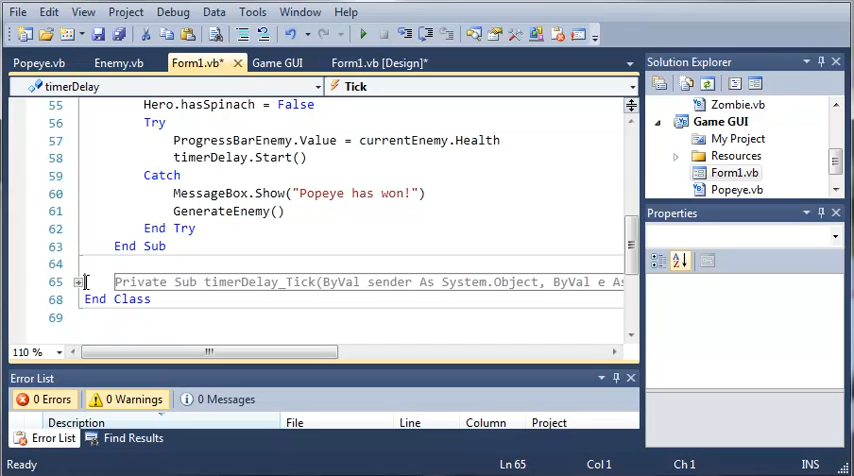 File Edit View Project Debug Data Tools Window Help
Popeye.vb Enemy.vb Form1.vb* Game GUI Form1.vb [Design]*
timerDelay Tick
55 Hero.hasSpinach = False
56 Try
57 ProgressBarEnemy.Value = currentEnemy.Health
58 timerDelay.Start()
59 Catch
60 MessageBox.Show("Popeye has won!")
61 GenerateEnemy()
62 End Try
63 End Sub
64
65 Private Sub timerDelay_Tick(ByVal sender As System.Object, ByVal e As
68 End Class
69
110 %
Solution Explorer
Zombie.vb
Game GUI
My Project
Resources
Form1.vb
Popeye.vb
Properties
Error List
0 Errors 0 Warnings 0 Messages
Description File Line Column Project
Error List Find Results
Ready Ln 65 Col 1 Ch 1 INS